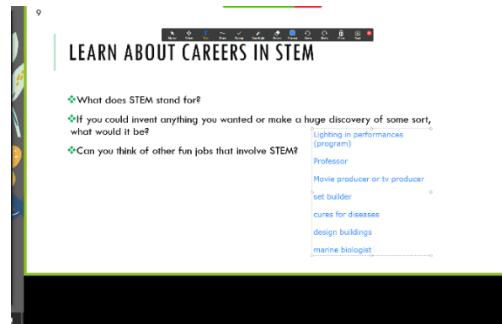 9
LEARN ABOUT CAREERS IN STEM
What does STEM stand for?
If you could invent anything you wanted or make a huge discovery of some sort,
what would it be?
Can you think of other fun jobs that involve STEM?
Lighting in performances
(program)
Professor
Movie producer or tv producer
set builder
cures for diseases
design buildings
marine biologist